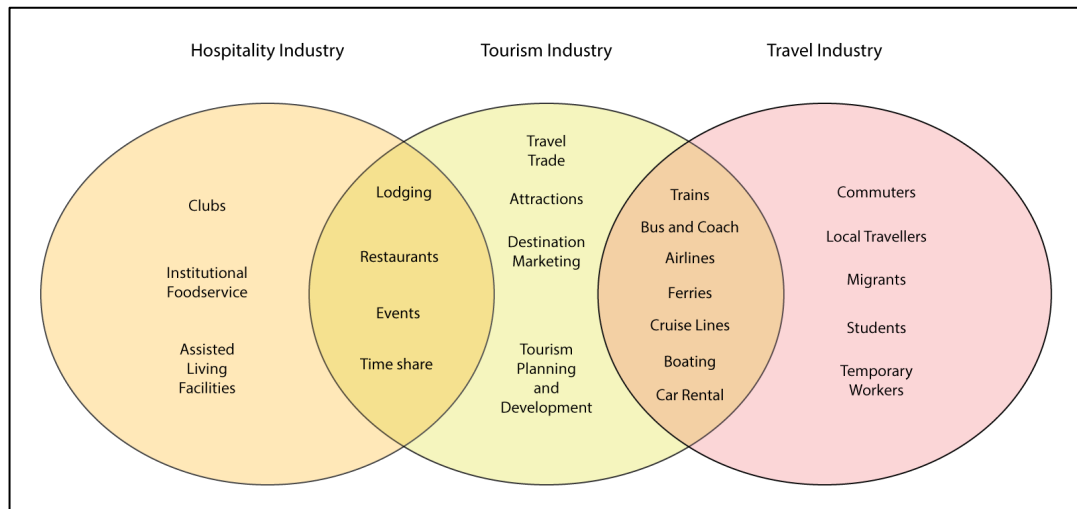 Hospitality Industry
Tourism Industry
Travel Industry
Clubs
Institutional
Foodservice
Assisted
Living
Facilities
Lodging
Restaurants
Events
Time share
Travel
Trade
Attractions
Destination
Marketing
Tourism
Planning
and
Development
Trains
Bus and Coach
Airlines
Ferries
Cruise Lines
Boating
Car Rental
Commuters
Local Travellers
Migrants
Students
Temporary
Workers